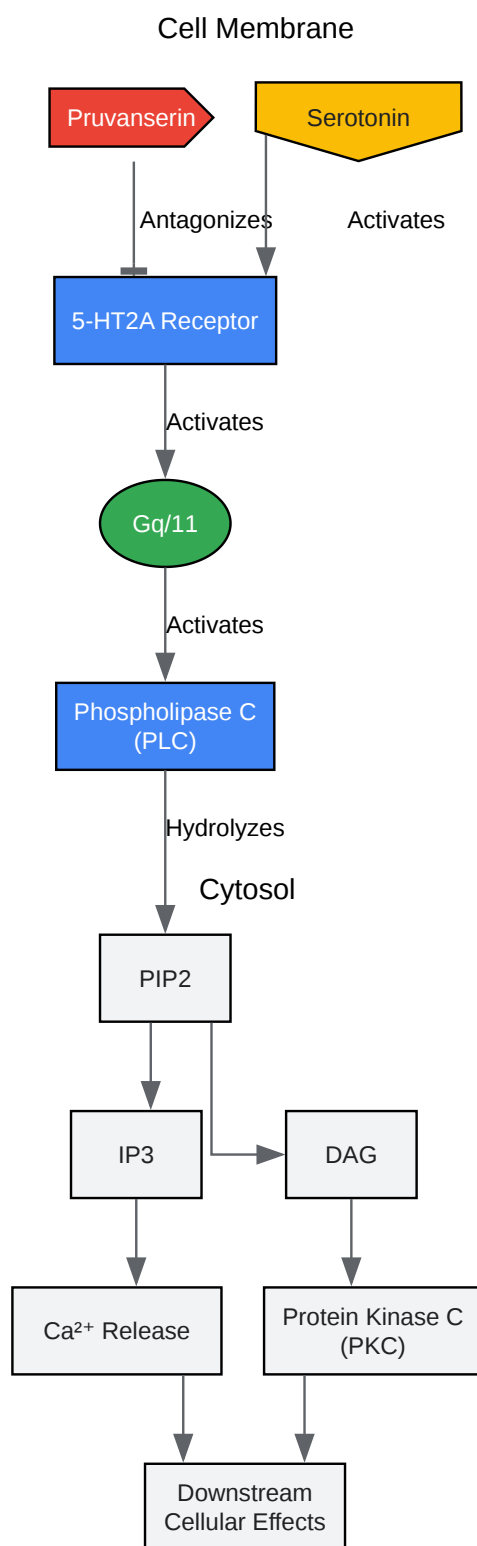 Cell Membrane
Pruvanserin
Serotonin
Antagonizes
Activates
5-HT2A Receptor
Activates
Gq/11
Activates
Phospholipase C
(PLC)
Hydrolyzes
Cytosol
PIP2
IP3
DAG
Ca²⁺ Release
Protein Kinase C
(PKC)
Downstream
Cellular Effects